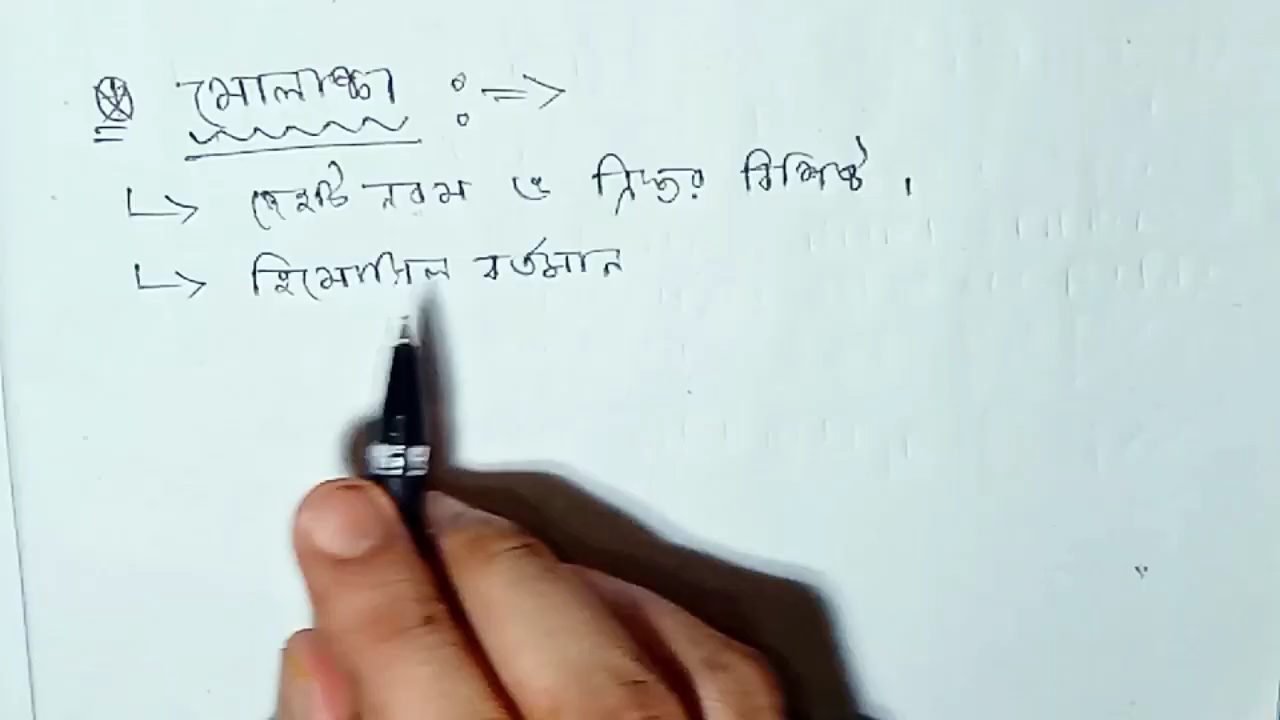 মোলাস্কা :=>
↳ দেহটি নরম ও ত্রিস্তর বিশিষ্ট।
↳ হিমোসিল বর্তমান